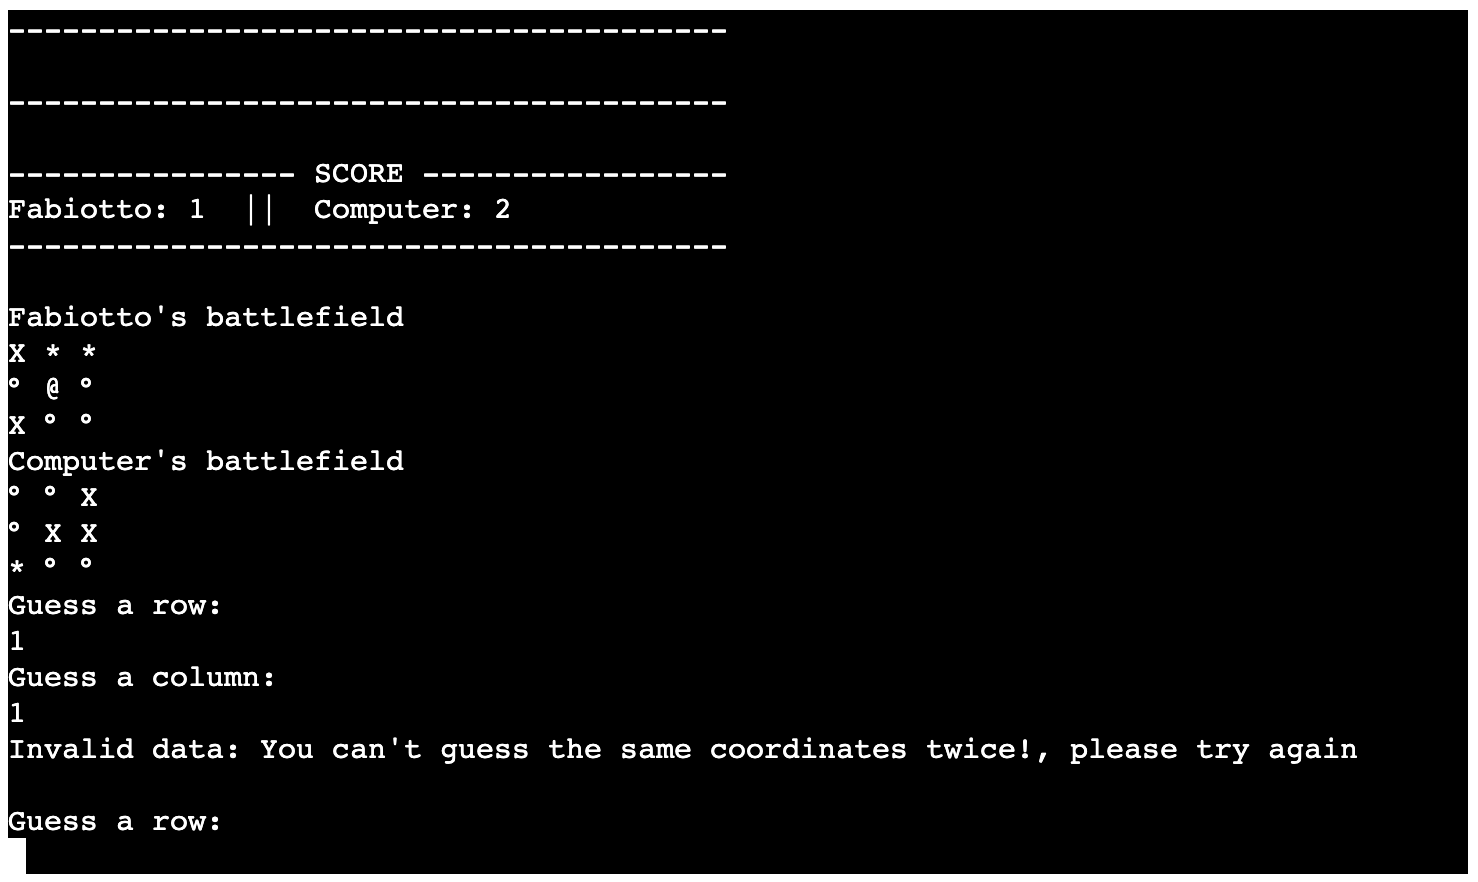 ----------------------------------------
----------------------------------------
---------------- SCORE -----------------
Fabiotto: 1  ||  Computer: 2
----------------------------------------
Fabiotto's battlefield
X * *
° @ °
X ° °
Computer's battlefield
° ° X
° X X
* ° °
Guess a row:
1
Guess a column:
1
Invalid data: You can't guess the same coordinates twice!, please try again
Guess a row: